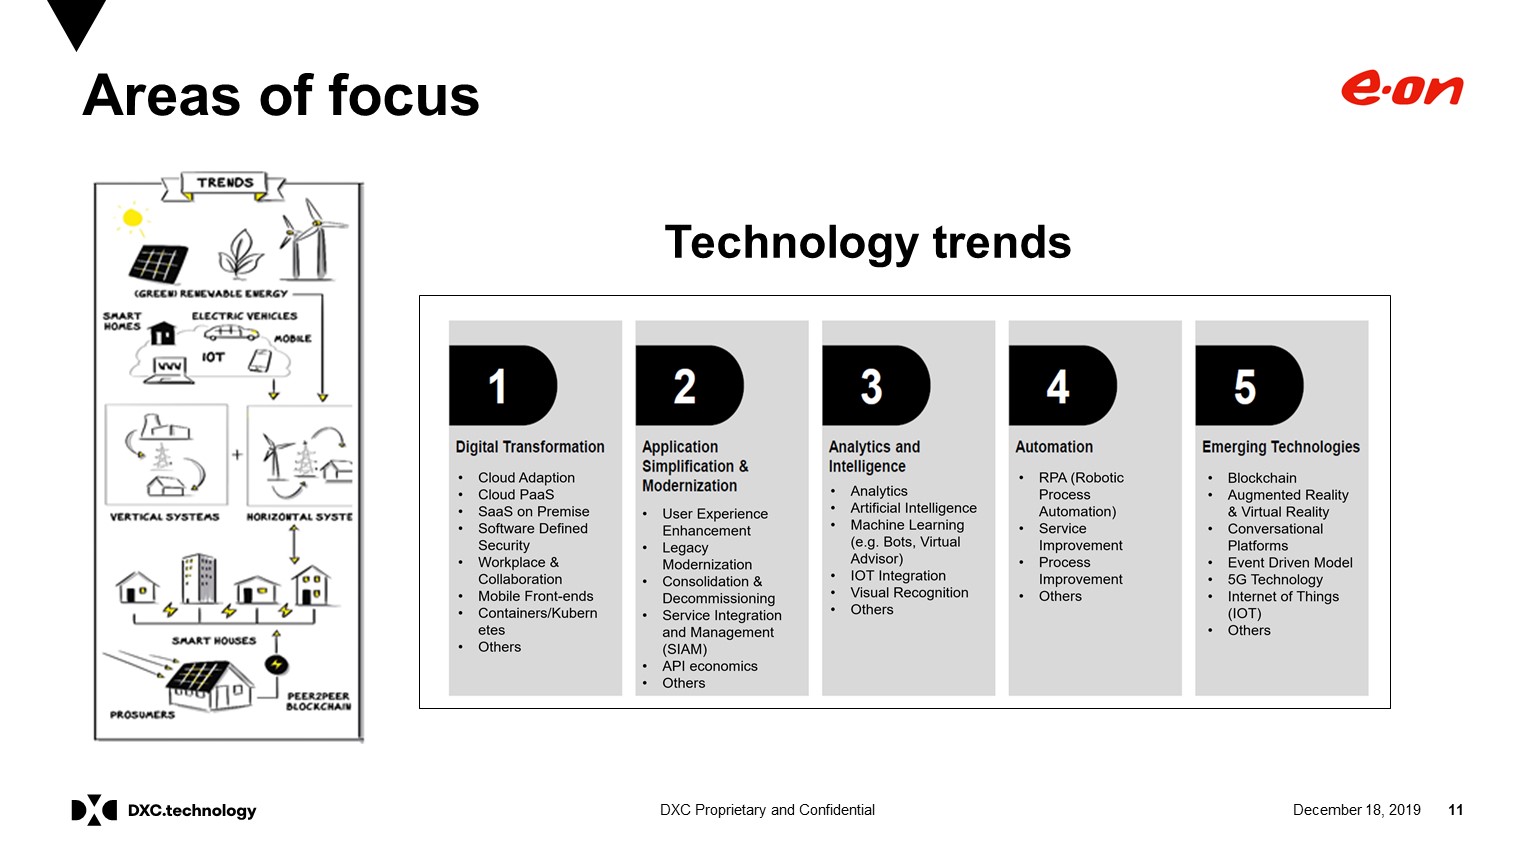 Areas of focus
e·on
TRENDS
(GREEN) RENEWABLE ENERGY
SMART
HOMES
ELECTRIC VEHICLES
MOBILE
IOT
+
VERTICAL SYSTEMS
HORIZONTAL SYSTE
SMART HOUSES
PEER2PEER
BLOCKCHAIN
PROSUMERS
Technology trends
1
Digital Transformation
• Cloud Adaption
• Cloud PaaS
• SaaS on Premise
• Software Defined
Security
• Workplace &
Collaboration
• Mobile Front-ends
• Containers/Kubern
etes
• Others
2
Application
Simplification &
Modernization
• User Experience
Enhancement
• Legacy
Modernization
• Consolidation &
Decommissioning
• Service Integration
and Management
(SIAM)
• API economics
• Others
3
Analytics and
Intelligence
• Analytics
• Artificial Intelligence
• Machine Learning
(e.g. Bots, Virtual
Advisor)
• IOT Integration
• Visual Recognition
• Others
4
Automation
• RPA (Robotic
Process
Automation)
• Service
Improvement
• Process
Improvement
• Others
5
Emerging Technologies
• Blockchain
• Augmented Reality
& Virtual Reality
• Conversational
Platforms
• Event Driven Model
• 5G Technology
• Internet of Things
(IOT)
• Others
DXC.technology
DXC Proprietary and Confidential
December 18, 2019
11